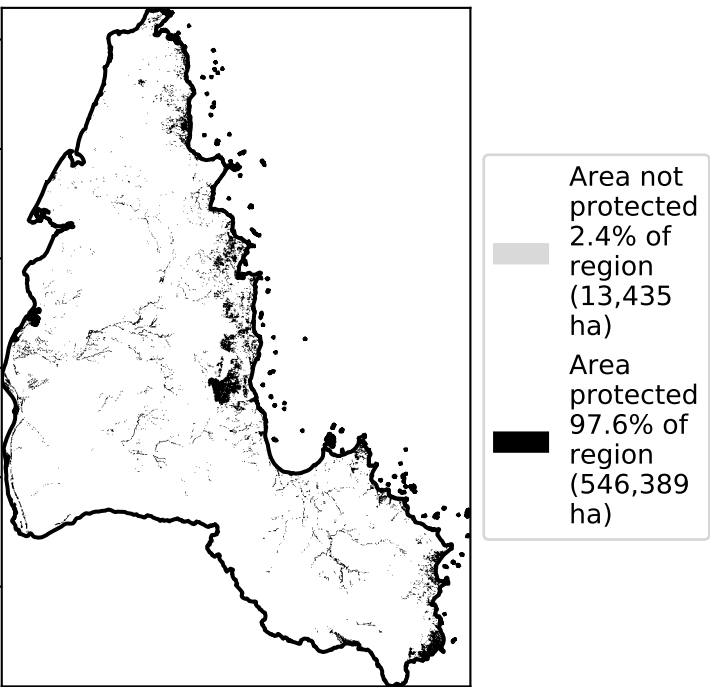 Area not
protected
2.4% of
region
(13,435
ha)
Area
protected
97.6% of
region
(546,389
ha)